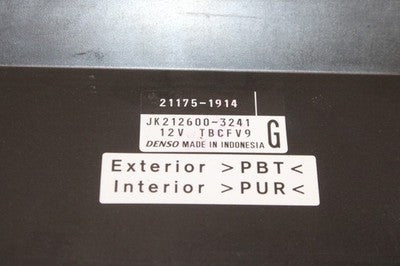 21175-1914
JK212600-3241
12V TBCFV9
DENSO MADE IN INDONESIA
G
Exterior >PBT<
Interior >PUR<